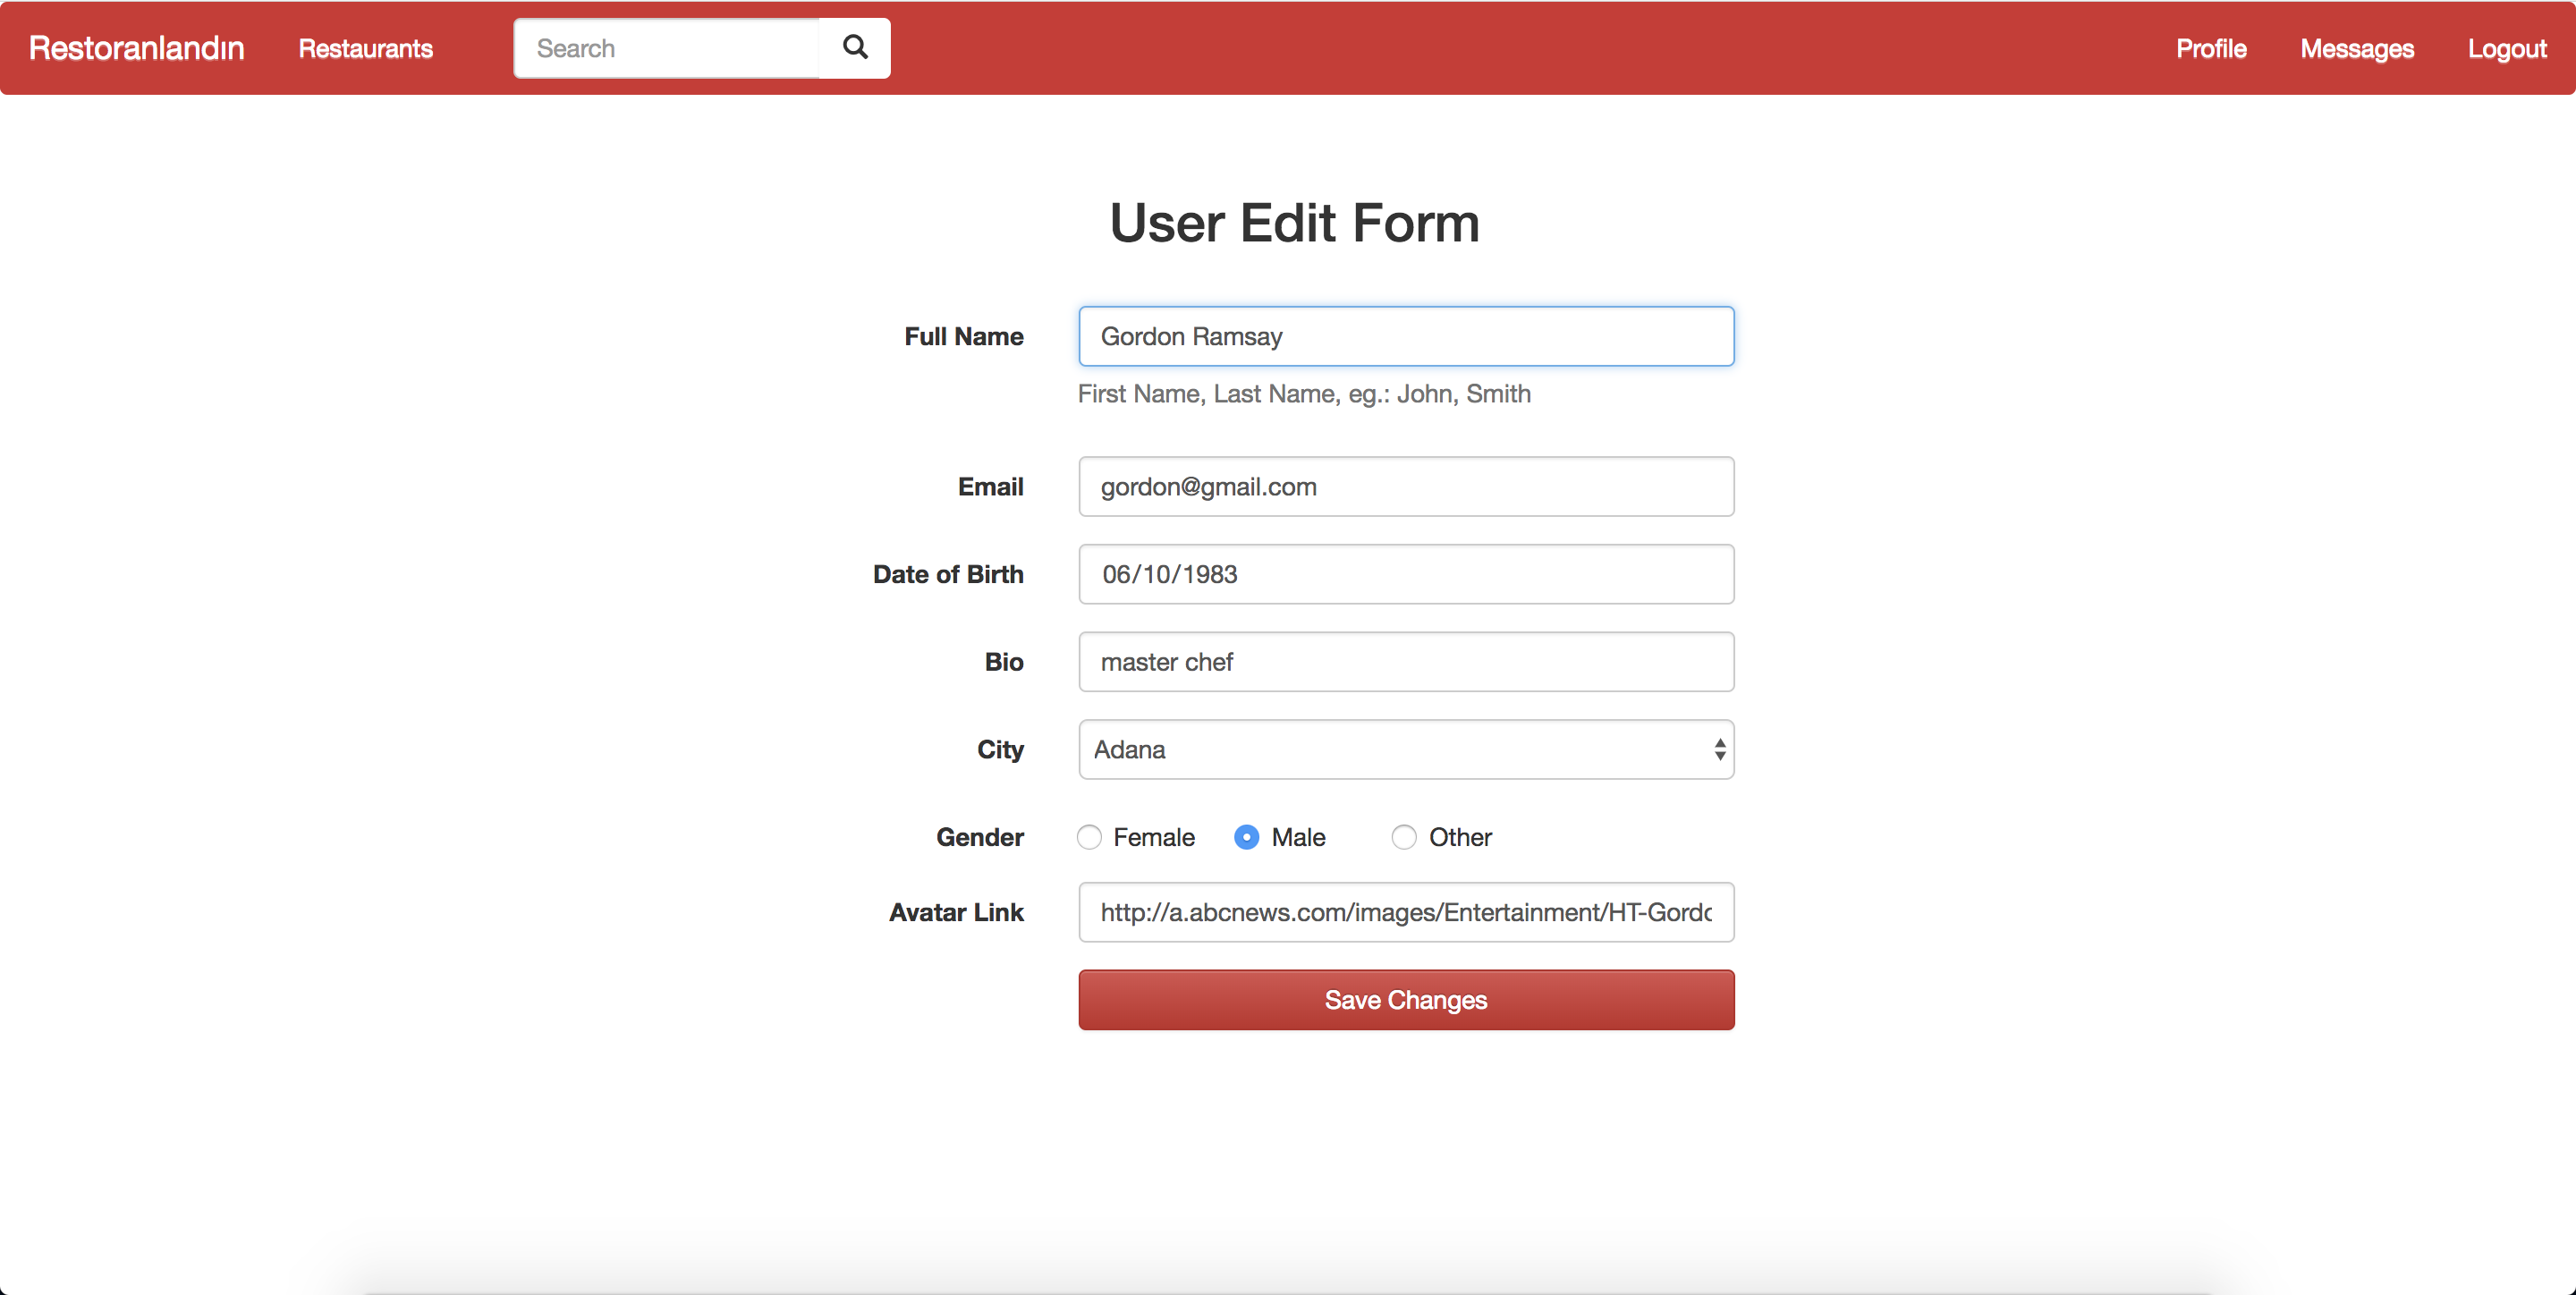 Restoranlandın Restaurants Search Profile Messages Logout
User Edit Form
Full Name Gordon Ramsay
First Name, Last Name, eg.: John, Smith
Email gordon@gmail.com
Date of Birth 06/10/1983
Bio master chef
City Adana
Gender Female Male Other
Avatar Link http://a.abcnews.com/images/Entertainment/HT-Gordo
Save Changes